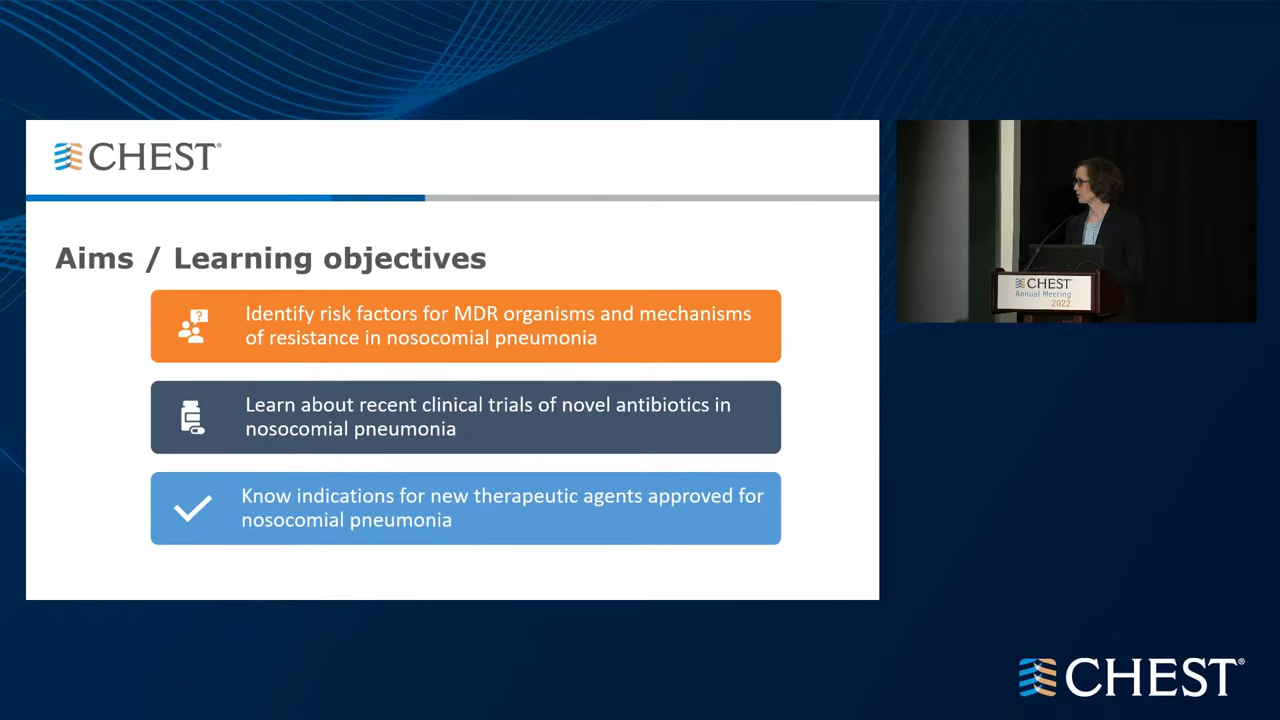 CHEST®
Aims / Learning objectives
Identify risk factors for MDR organisms and mechanisms
of resistance in nosocomial pneumonia
Learn about recent clinical trials of novel antibiotics in
nosocomial pneumonia
Know indications for new therapeutic agents approved for
nosocomial pneumonia
CHEST
Annual Meeting
2022
CHEST®